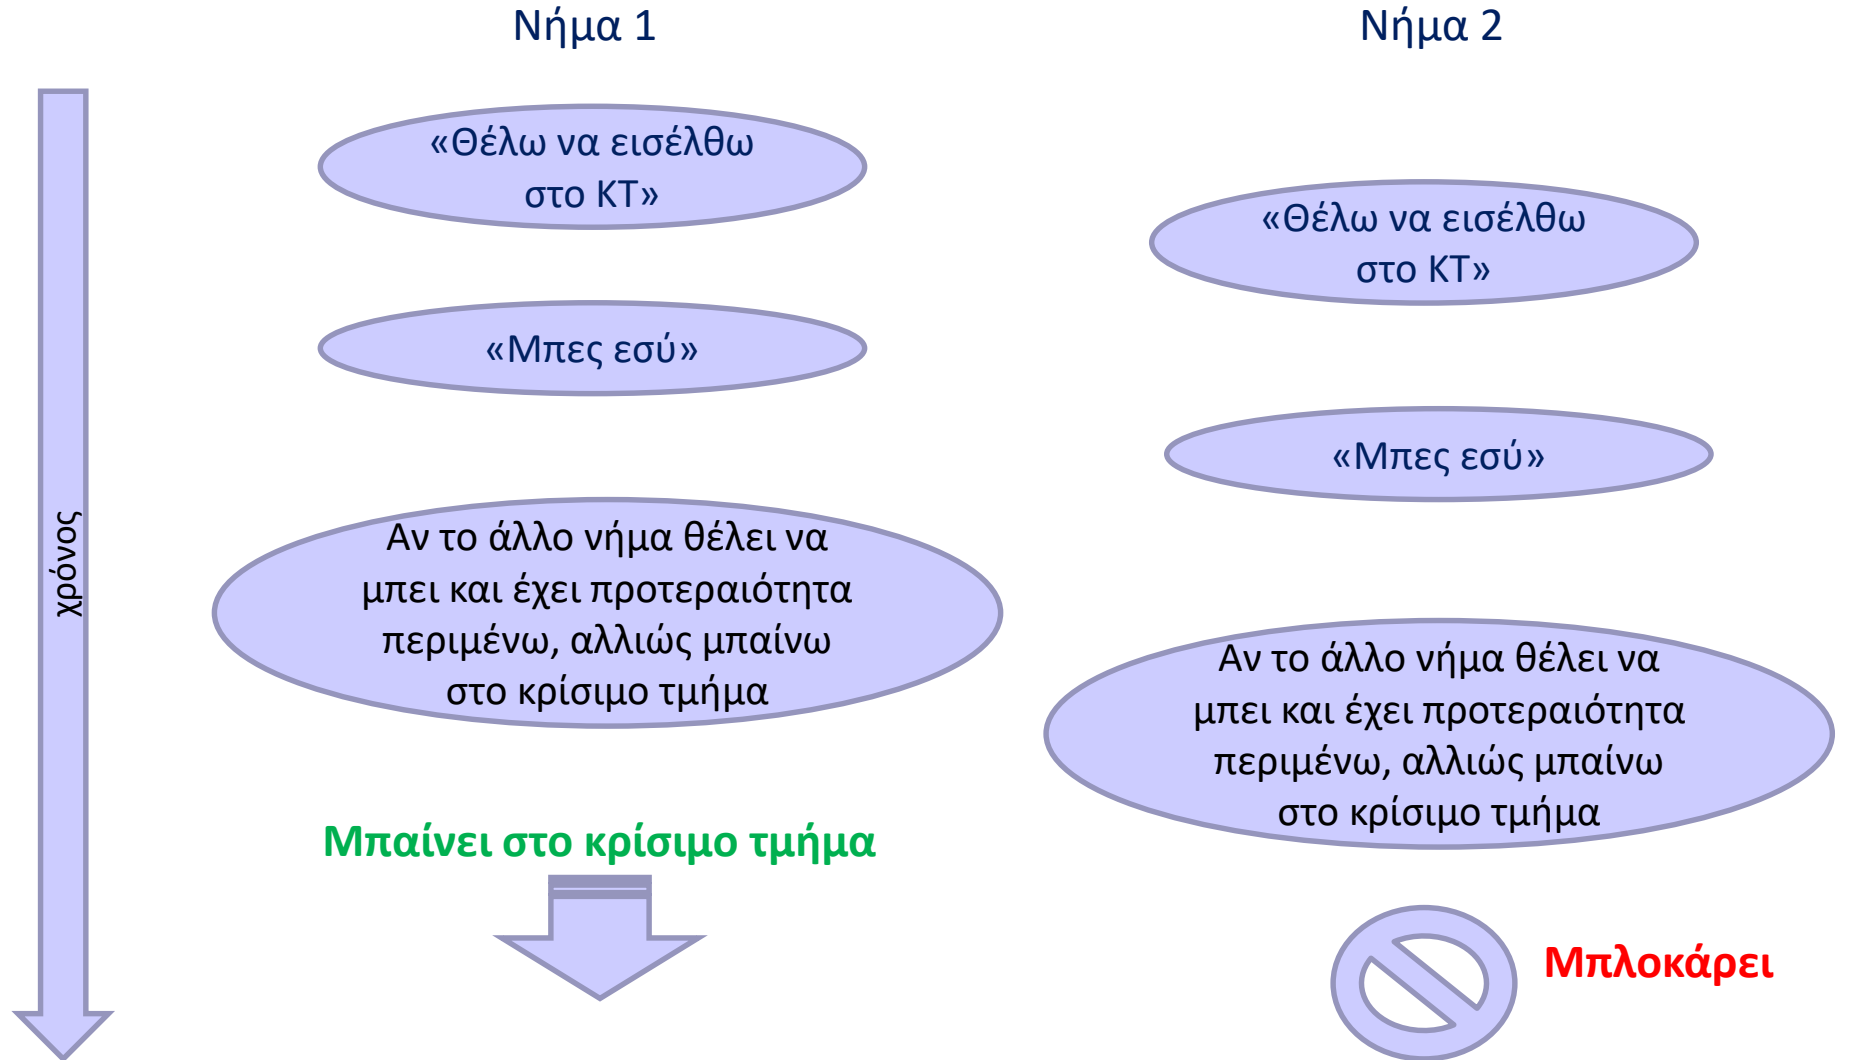 Νήμα 1
Νήμα 2
«Θέλω να εισέλθω
στο ΚΤ»
«Θέλω να εισέλθω
στο ΚΤ»
«Μπες εσύ»
«Μπες εσύ»
χρόνος
Αν το άλλο νήμα θέλει να
μπει και έχει προτεραιότητα
περιμένω, αλλιώς μπαίνω
στο κρίσιμο τμήμα
Αν το άλλο νήμα θέλει να
μπει και έχει προτεραιότητα
περιμένω, αλλιώς μπαίνω
στο κρίσιμο τμήμα
Μπαίνει στο κρίσιμο τμήμα
Μπλοκάρει